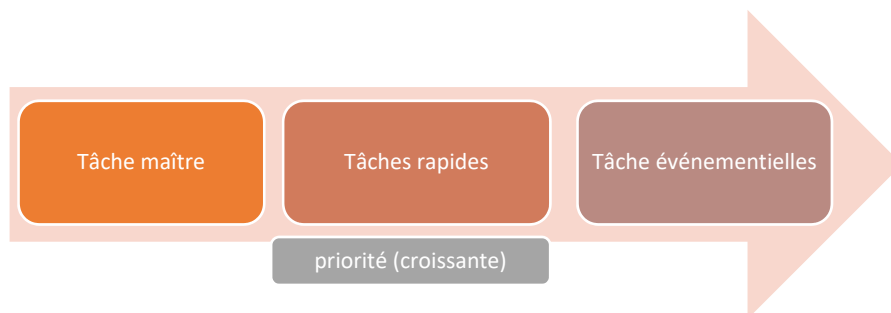 Tâche maître
Tâches rapides
Tâche événementielles
priorité (croissante)